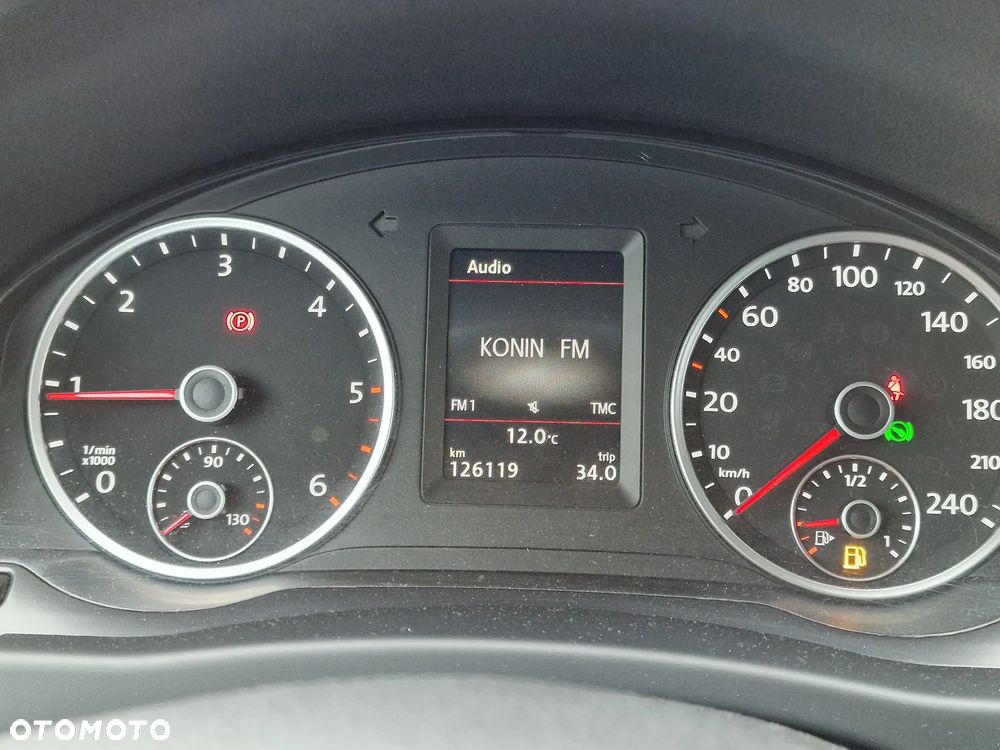 Audio
KONIN FM
FM1 TMC
12.0°C
km trip
126119 34.0
0 1 2 3 4 5 6
1/min
x1000
90
130
0 10 20 40 60 80 100 120 140 160 180 210 240
km/h
1/2
1
P
OTOMOTO